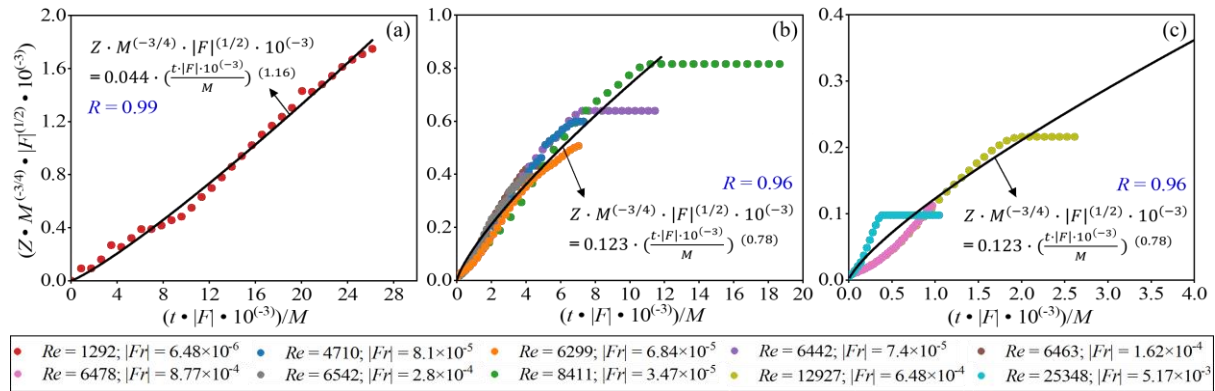 (Z • M^(-3/4) • |F|^(1/2) • 10^(-3))
1.8
1.2
0.6
0.0
0 4 8 12 16 20 24 28
(t • |F| • 10^(-3))/M
(a)
Z · M^(-3/4) · |F|^(1/2) · 10^(-3)
= 0.044 · (t·|F|·10^(-3)/M)^(1.16)
R = 0.99
1.0
0.8
0.6
0.4
0.2
0.0
0 2 4 6 8 10 12 14 16 18 20
(t • |F| • 10^(-3))/M
(b)
R = 0.96
Z · M^(-3/4) · |F|^(1/2) · 10^(-3)
= 0.123 · (t·|F|·10^(-3)/M)^(0.78)
0.4
0.3
0.2
0.1
0.0
0.0 0.5 1.0 1.5 2.0 2.5 3.0 3.5 4.0
(t • |F| • 10^(-3))/M
(c)
R = 0.96
Z · M^(-3/4) · |F|^(1/2) · 10^(-3)
= 0.123 · (t·|F|·10^(-3)/M)^(0.78)
Re = 1292; |Fr| = 6.48×10^-6 Re = 4710; |Fr| = 8.1×10^-5 Re = 6299; |Fr| = 6.84×10^-5 Re = 6442; |Fr| = 7.4×10^-5 Re = 6463; |Fr| = 1.62×10^-4
Re = 6478; |Fr| = 8.77×10^-4 Re = 6542; |Fr| = 2.8×10^-4 Re = 8411; |Fr| = 3.47×10^-5 Re = 12927; |Fr| = 6.48×10^-4 Re = 25348; |Fr| = 5.17×10^-3